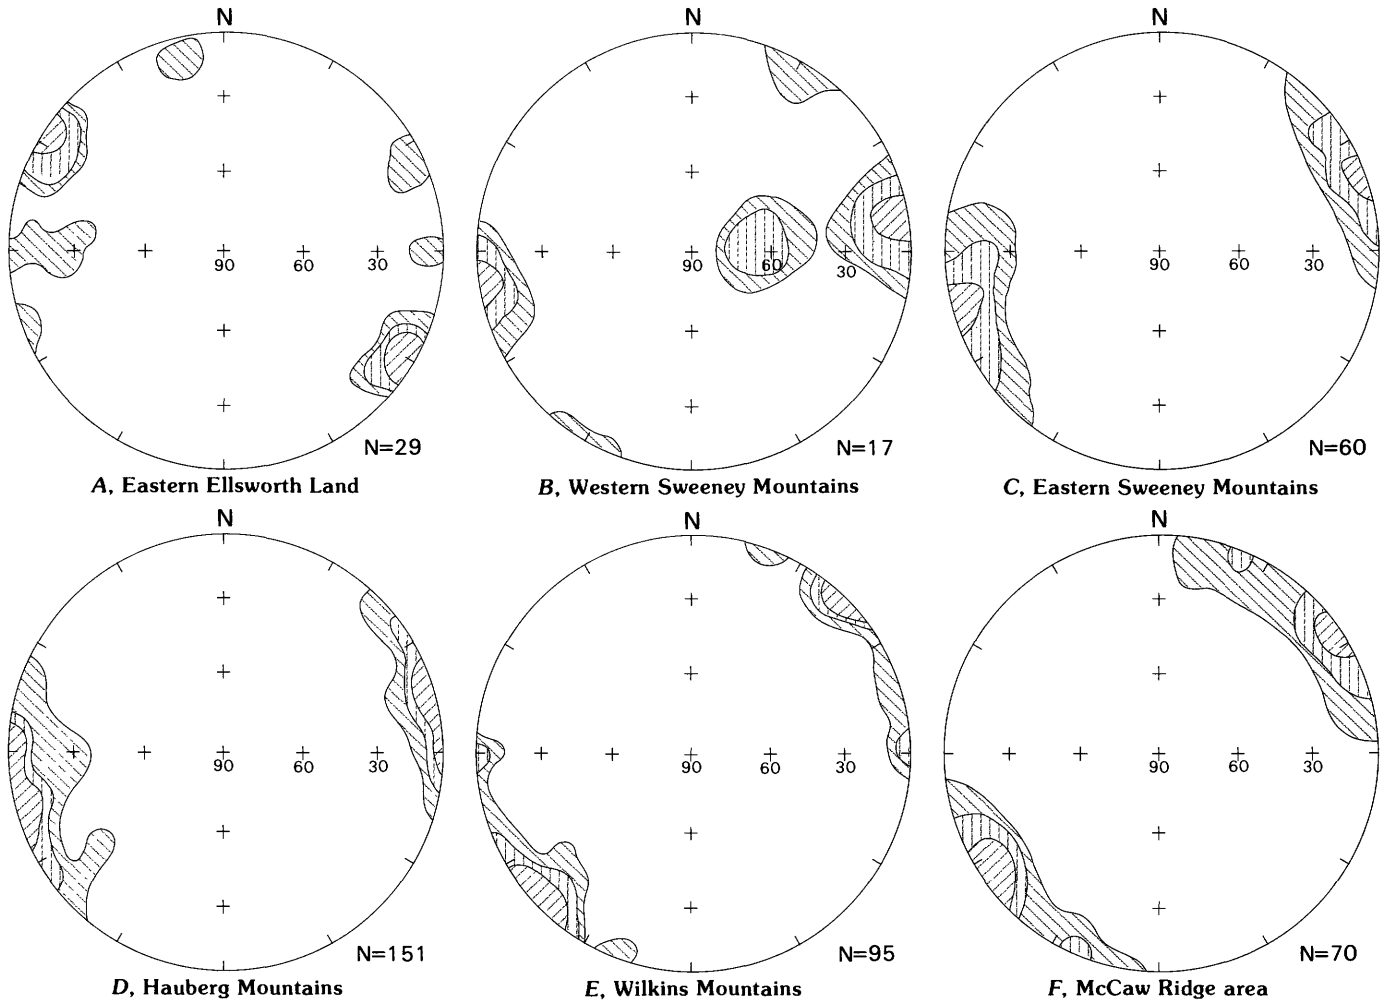 N
90 60 30
N=29
A, Eastern Ellsworth Land
N
90 60 30
N=17
B, Western Sweeney Mountains
N
90 60 30
N=60
C, Eastern Sweeney Mountains
N
90 60 30
N=151
D, Hauberg Mountains
N
90 60 30
N=95
E, Wilkins Mountains
N
90 60 30
N=70
F, McCaw Ridge area